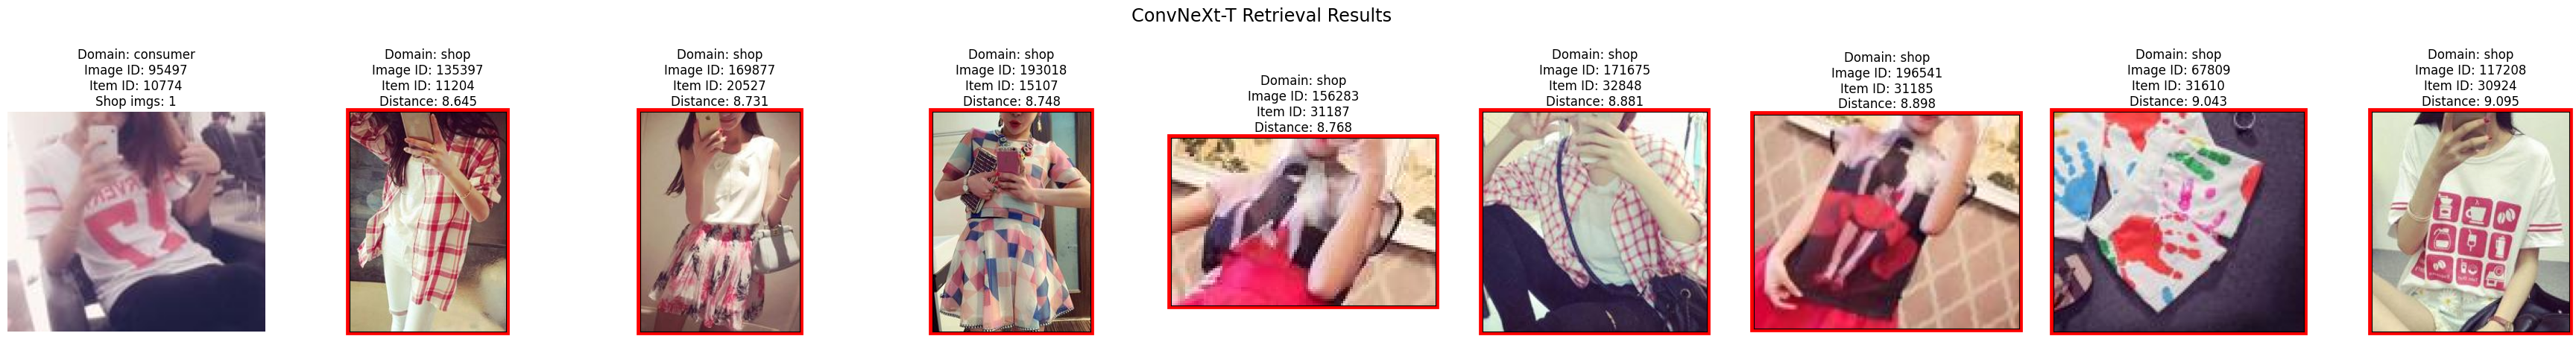 ConvNeXt-T Retrieval Results
Domain: consumer
Image ID: 95497
Item ID: 10774
Shop imgs: 1
Domain: shop
Image ID: 135397
Item ID: 11204
Distance: 8.645
Domain: shop
Image ID: 169877
Item ID: 20527
Distance: 8.731
Domain: shop
Image ID: 193018
Item ID: 15107
Distance: 8.748
Domain: shop
Image ID: 156283
Item ID: 31187
Distance: 8.768
Domain: shop
Image ID: 171675
Item ID: 32848
Distance: 8.881
Domain: shop
Image ID: 196541
Item ID: 31185
Distance: 8.898
Domain: shop
Image ID: 67809
Item ID: 31610
Distance: 9.043
Domain: shop
Image ID: 117208
Item ID: 30924
Distance: 9.095